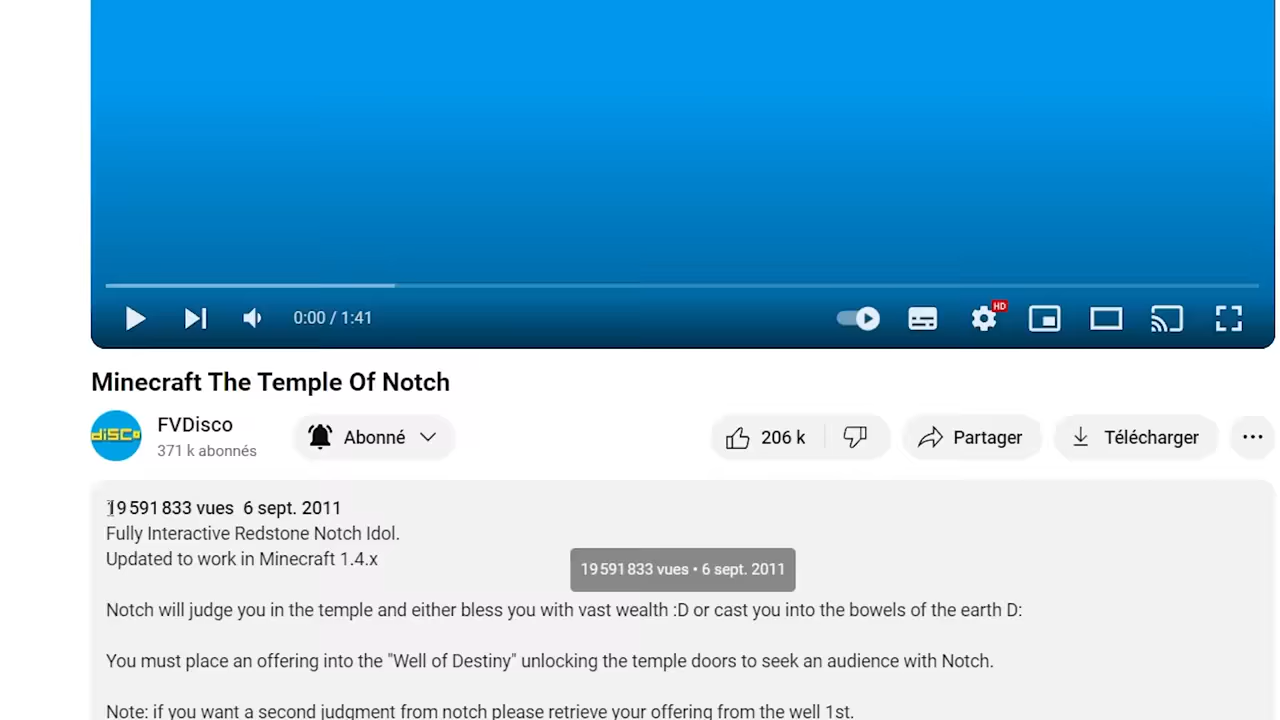 0:00 / 1:41
HD
Minecraft The Temple Of Notch
disco
FVDisco
371 k abonnés
Abonné
206 k
Partager
Télécharger
19 591 833 vues 6 sept. 2011
Fully Interactive Redstone Notch Idol.
Updated to work in Minecraft 1.4.x
19 591 833 vues • 6 sept. 2011
Notch will judge you in the temple and either bless you with vast wealth :D or cast you into the bowels of the earth D:
You must place an offering into the "Well of Destiny" unlocking the temple doors to seek an audience with Notch.
Note: if you want a second judgment from notch please retrieve your offering from the well 1st.